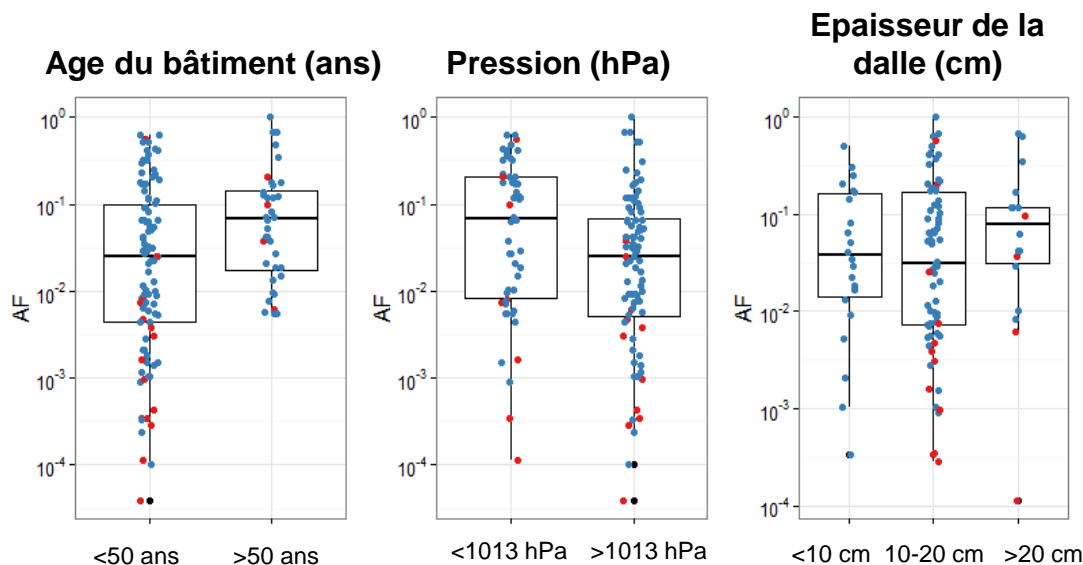 Age du bâtiment (ans)
AF
10⁰
10⁻¹
10⁻²
10⁻³
10⁻⁴
<50 ans
>50 ans
Pression (hPa)
AF
10⁰
10⁻¹
10⁻²
10⁻³
10⁻⁴
<1013 hPa
>1013 hPa
Epaisseur de la
dalle (cm)
AF
10⁰
10⁻¹
10⁻²
10⁻³
10⁻⁴
<10 cm
10-20 cm
>20 cm